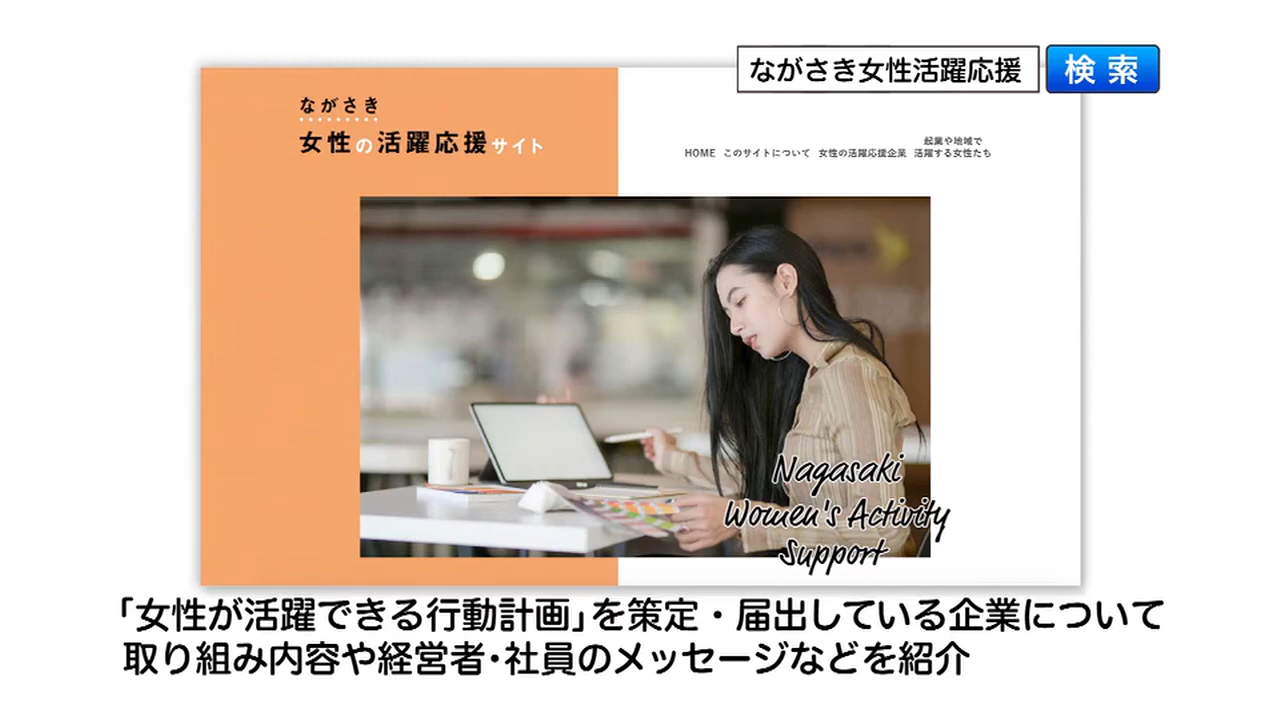 ながさき女性活躍応援
検索
ながさき
女性の活躍応援サイト
HOME このサイトについて 女性の活躍応援企業 起業や地域で
活躍する女性たち
Nagasaki
Women's Activity
Support
「女性が活躍できる行動計画」を策定・届出している企業について
取り組み内容や経営者・社員のメッセージなどを紹介